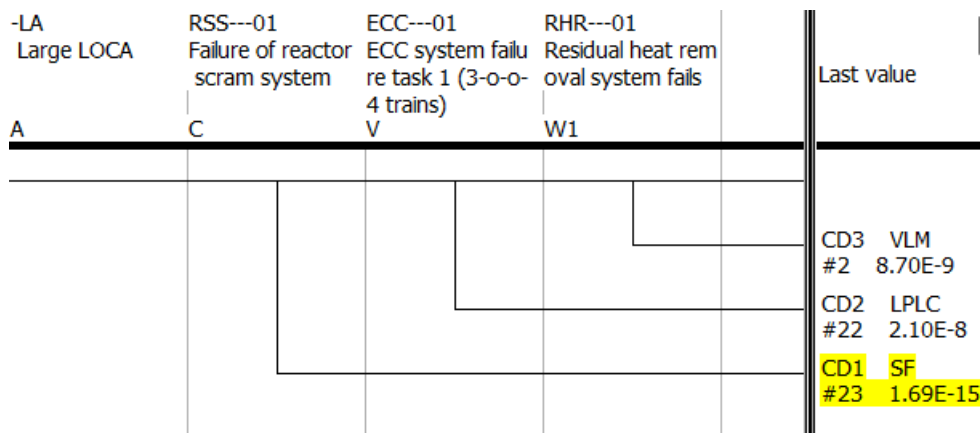 -LA
Large LOCA
A
RSS---01
Failure of reactor
scram system
C
ECC---01
ECC system failu
re task 1 (3-o-o-
4 trains)
V
RHR---01
Residual heat rem
oval system fails
W1
Last value
CD3 VLM
#2 8.70E-9
CD2 LPLC
#22 2.10E-8
CD1 SF
#23 1.69E-15